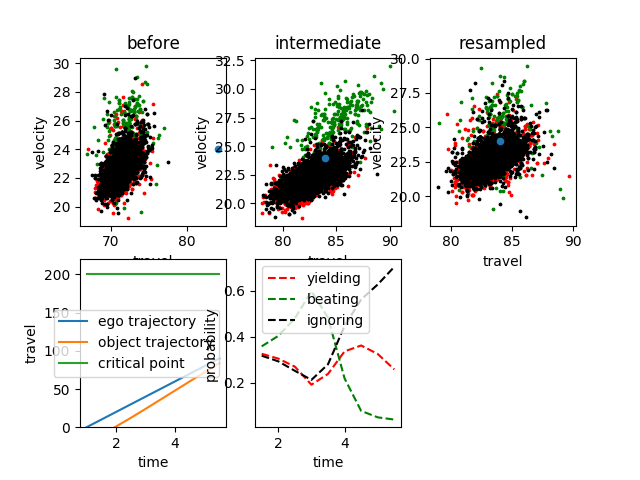 before
intermediate
resampled
velocity
30
28
26
24
22
20
70
80
travel
velocity
32.5
30.0
27.5
25.0
22.5
20.0
80
85
90
travel
velocity
30.0
27.5
25.0
22.5
20.0
80
85
90
travel
travel
200
150
100
50
0
2
4
time
ego trajectory
object trajectory
critical point
probability
0.6
0.4
0.2
2
4
time
yielding
beating
ignoring